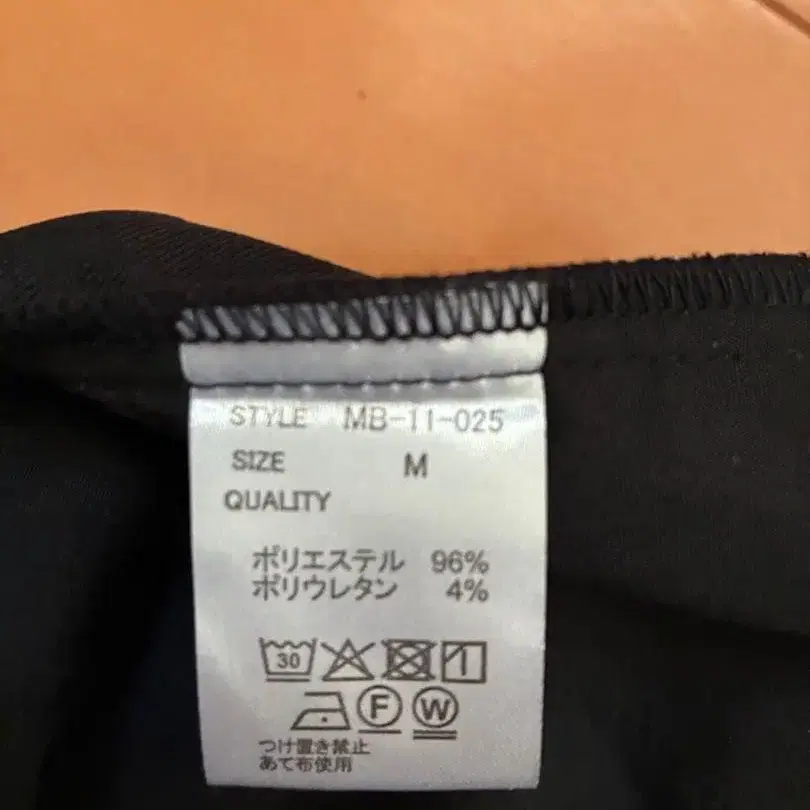 STYLE MB-11-025
SIZE M
QUALITY
ポリエステル 96%
ポリウレタン 4%
30
F W
つけ置き禁止
あて布使用